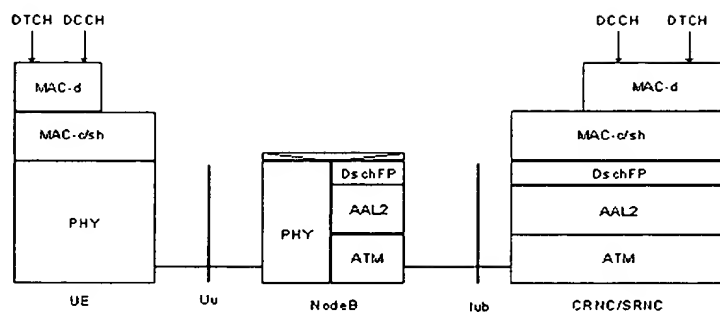 DTCH DCCH DCCH DTCH
MAC-d MAC-d
MAC-c/sh MAC-c/sh
DschFP DschFP
AAL2 AAL2
PHY PHY
ATM ATM
UE Uu NodeB Iub CRNC/SRNC